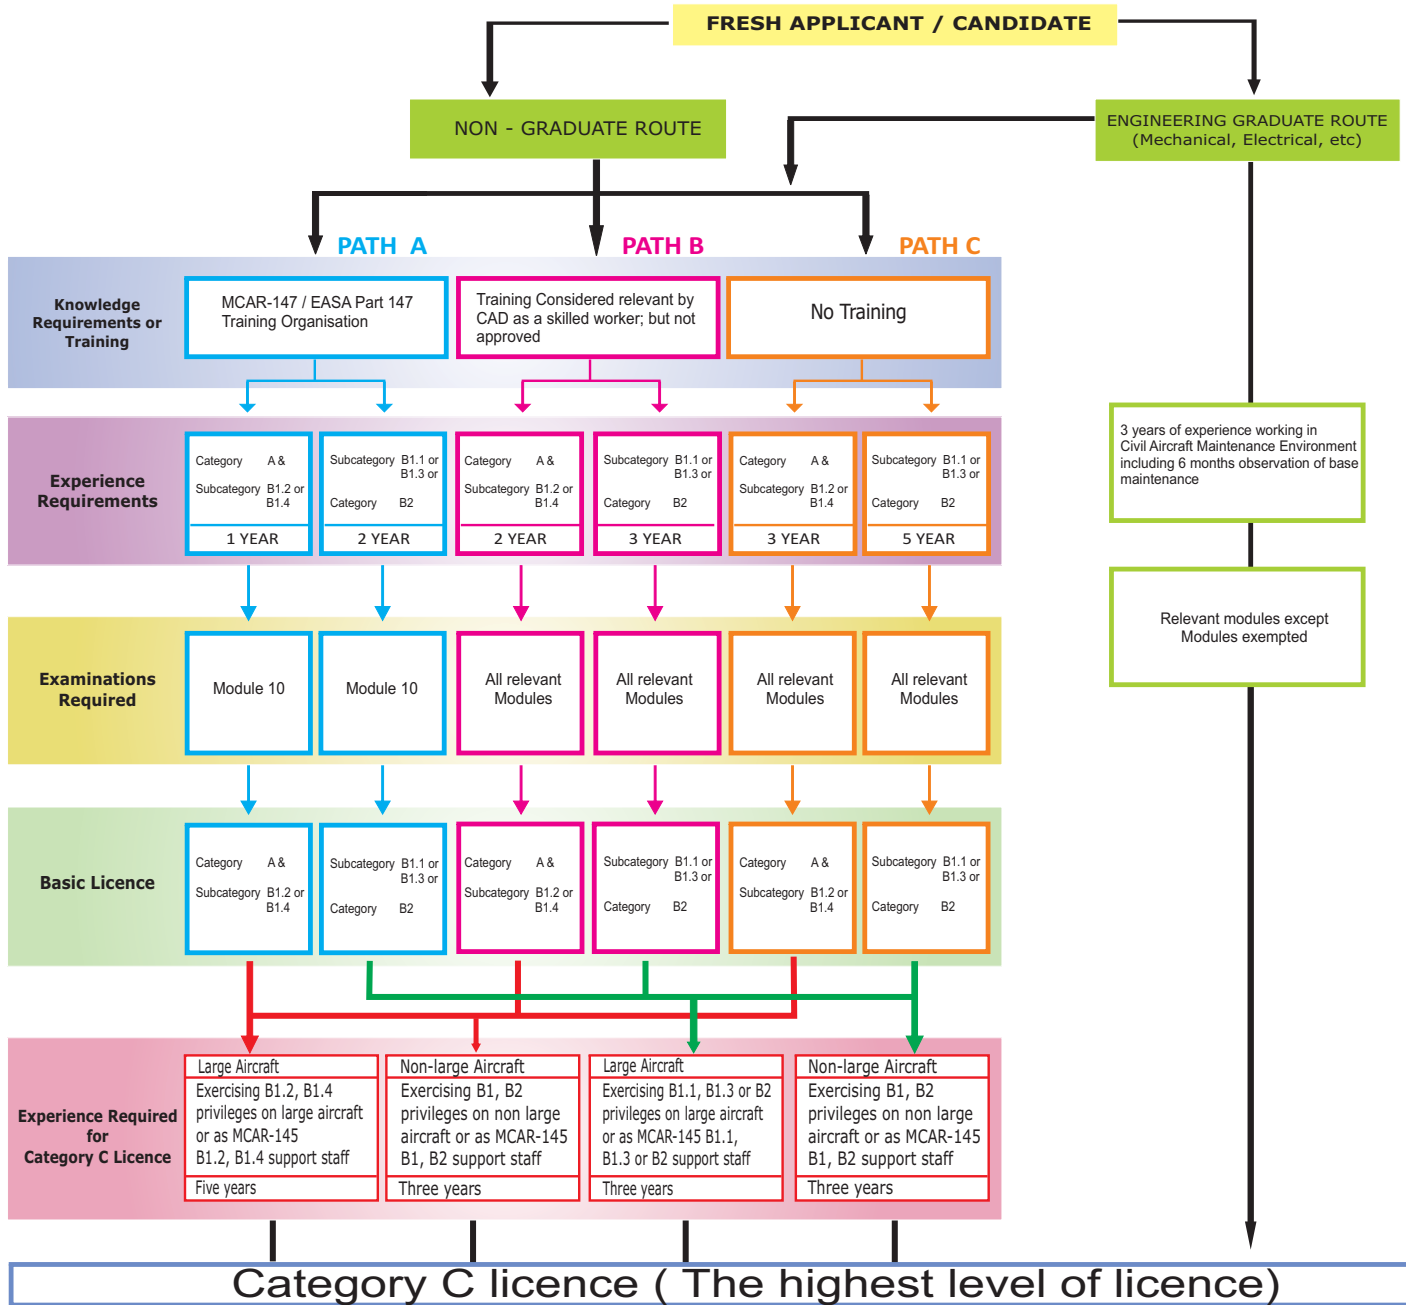 FRESH APPLICANT / CANDIDATE
NON - GRADUATE ROUTE
ENGINEERING GRADUATE ROUTE
(Mechanical, Electrical, etc)
PATH A
PATH B
PATH C
Knowledge
Requirements or
Training
MCAR-147 / EASA Part 147
Training Organisation
Training Considered relevant by
CAD as a skilled worker; but not
approved
No Training
Experience
Requirements
Category A &
Subcategory B1.2 or
B1.4
1 YEAR
Subcategory B1.1 or
B1.3 or
Category B2
2 YEAR
Category A &
Subcategory B1.2 or
B1.4
2 YEAR
Subcategory B1.1 or
B1.3 or
Category B2
3 YEAR
Category A &
Subcategory B1.2 or
B1.4
3 YEAR
Subcategory B1.1 or
B1.3 or
Category B2
5 YEAR
3 years of experience working in
Civil Aircraft Maintenance Environment
including 6 months observation of base
maintenance
Examinations
Required
Module 10
Module 10
All relevant
Modules
All relevant
Modules
All relevant
Modules
All relevant
Modules
Relevant modules except
Modules exempted
Basic Licence
Category A &
Subcategory B1.2 or
B1.4
Subcategory B1.1 or
B1.3 or
Category B2
Category A &
Subcategory B1.2 or
B1.4
Subcategory B1.1 or
B1.3 or
Category B2
Category A &
Subcategory B1.2 or
B1.4
Subcategory B1.1 or
B1.3 or
Category B2
Experience Required
for
Category C Licence
Large Aircraft
Exercising B1.2, B1.4
privileges on large aircraft
or as MCAR-145
B1.2, B1.4 support staff
Five years
Non-large Aircraft
Exercising B1, B2
privileges on non large
aircraft or as MCAR-145
B1, B2 support staff
Three years
Large Aircraft
Exercising B1.1, B1.3 or B2
privileges on large aircraft
or as MCAR-145 B1.1,
B1.3 or B2 support staff
Three years
Non-large Aircraft
Exercising B1, B2
privileges on non large
aircraft or as MCAR-145
B1, B2 support staff
Three years
Category C licence ( The highest level of licence)